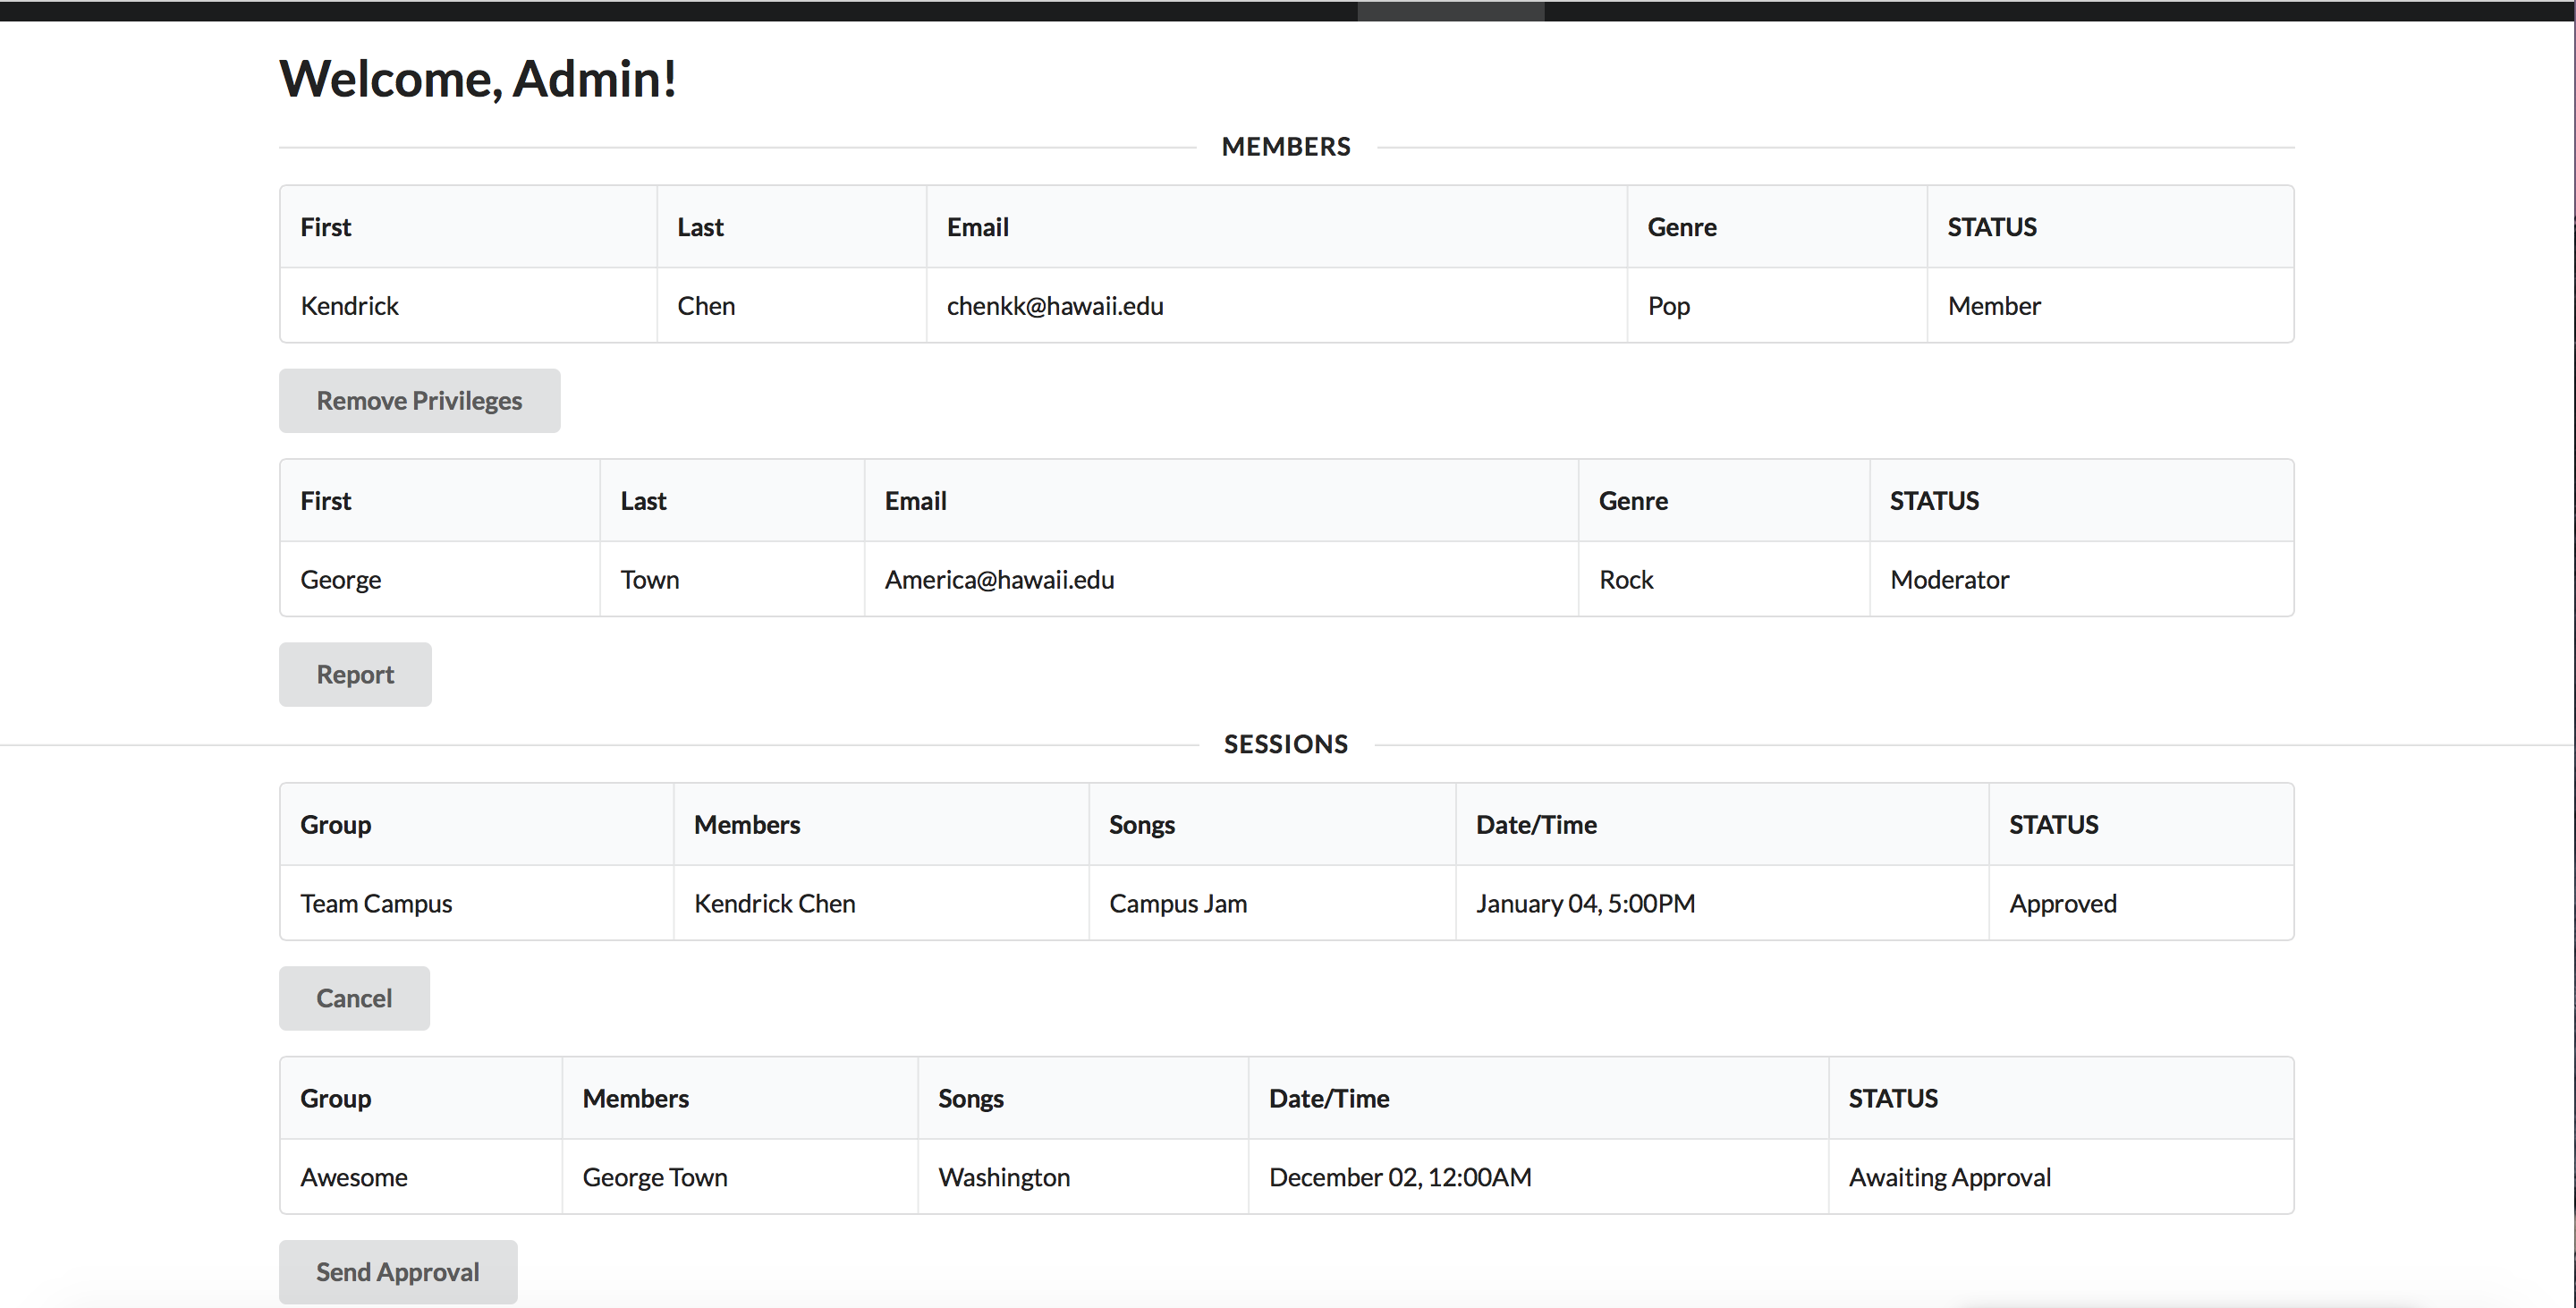 Welcome, Admin!
MEMBERS
First Last Email Genre STATUS
Kendrick Chen chenkk@hawaii.edu Pop Member
Remove Privileges
First Last Email Genre STATUS
George Town America@hawaii.edu Rock Moderator
Report
SESSIONS
Group Members Songs Date/Time STATUS
Team Campus Kendrick Chen Campus Jam January 04, 5:00PM Approved
Cancel
Group Members Songs Date/Time STATUS
Awesome George Town Washington December 02, 12:00AM Awaiting Approval
Send Approval